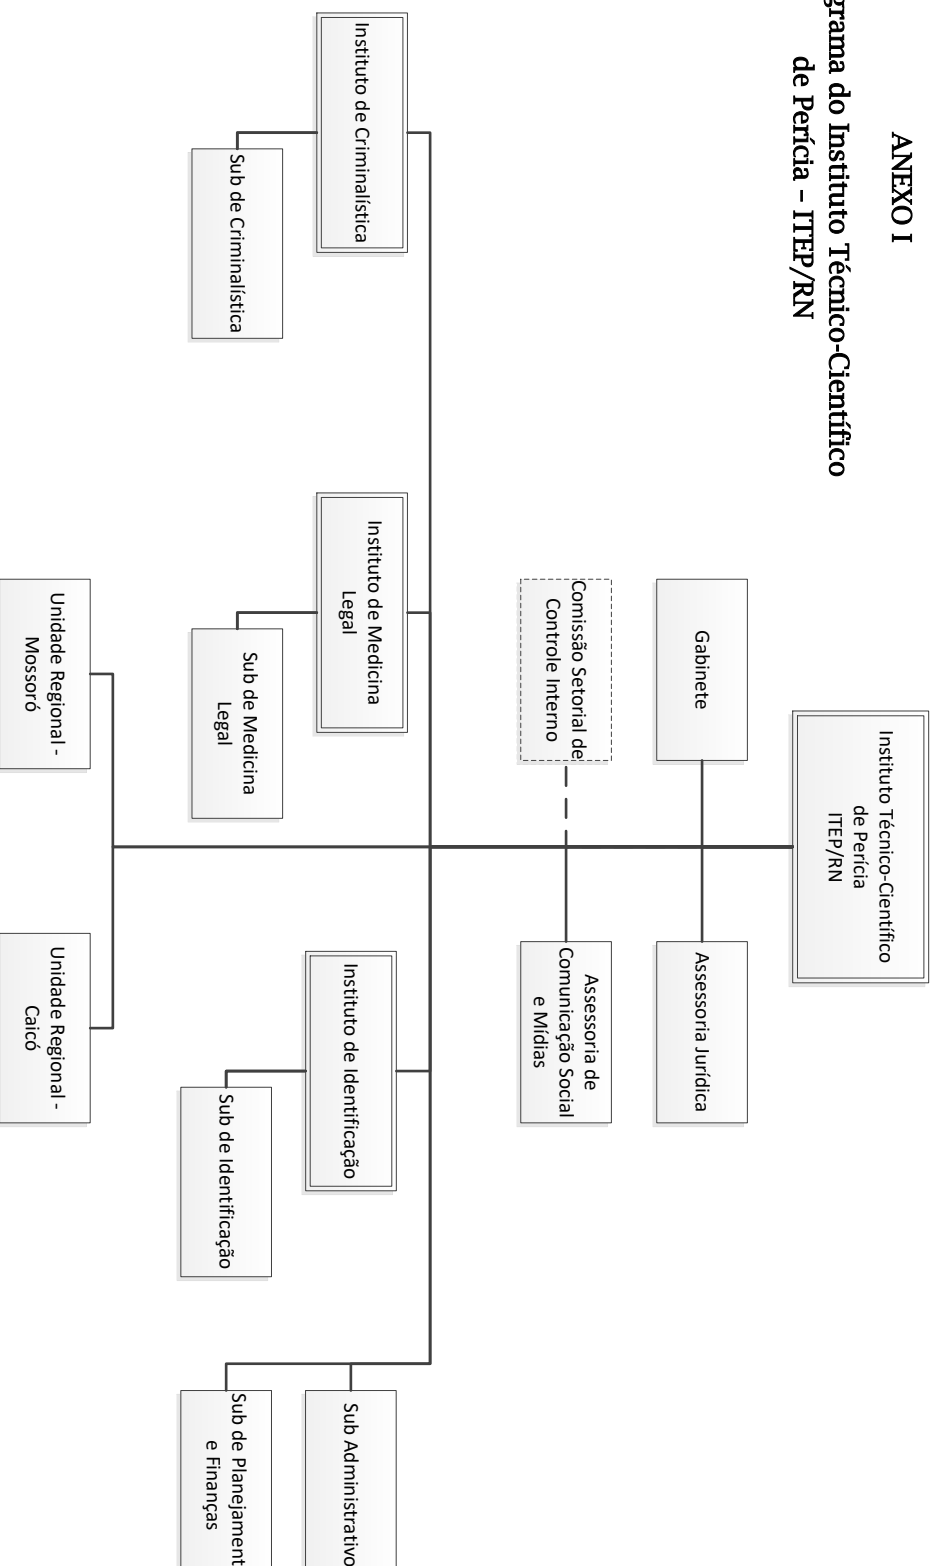 ANEXO I
grama do Instituto Técnico-Científico
de Perícia – ITEP/RN
Instituto Técnico-Científico
de Perícia
ITEP/RN
Gabinete
Assessoria Jurídica
Comissão Setorial de
Controle Interno
Assessoria de
Comunicação Social
e Mídias
Instituto de Criminalística
Sub de Criminalística
Instituto de Medicina
Legal
Sub de Medicina
Legal
Instituto de Identificação
Sub de Identificação
Sub Administrativo
Sub de Planejament
e Finanças
Unidade Regional -
Mossoró
Unidade Regional -
Caicó